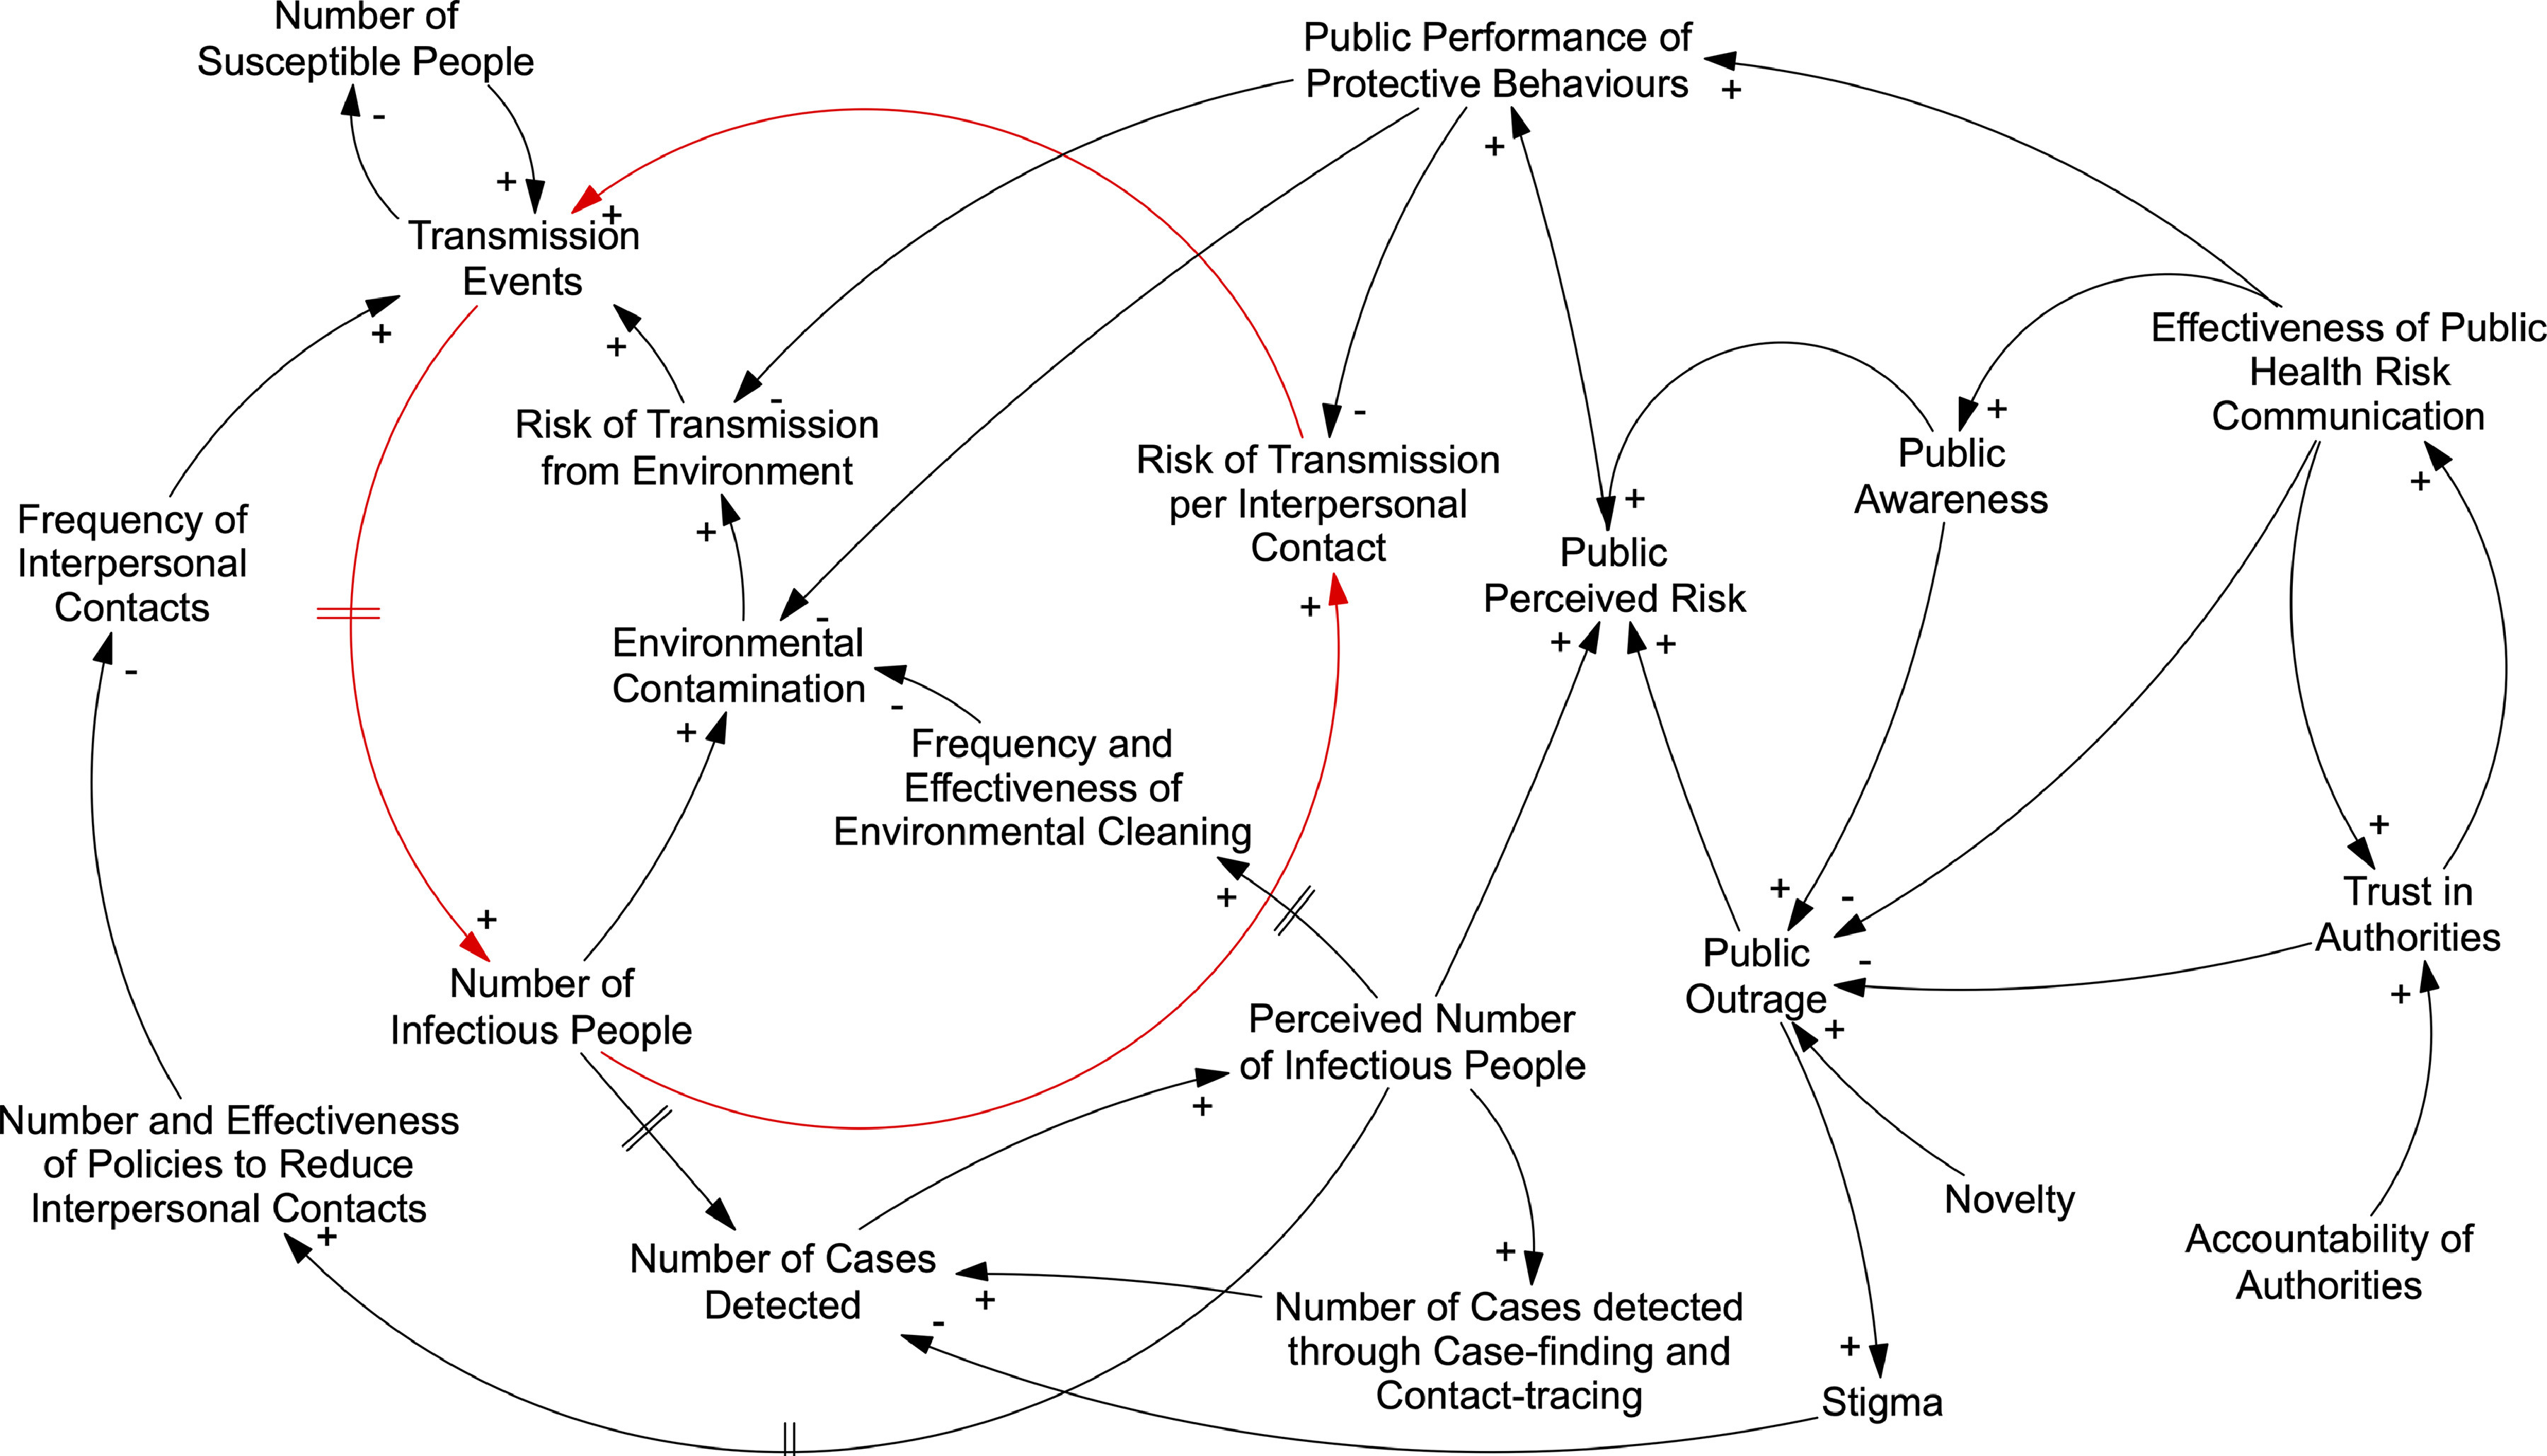 Number of
Susceptible People
-
+
Transmission
Events
+
+
+
Public Performance of
Protective Behaviours
+
+
Effectiveness of Public
Health Risk
Communication
+
Risk of Transmission
from Environment
-
+
Risk of Transmission
per Interpersonal
Contact
-
+
Public
Awareness
+
Public
Perceived Risk
+
+
+
Frequency of
Interpersonal
Contacts
-
Environmental
Contamination
-
-
+
Frequency and
Effectiveness of
Environmental Cleaning
+
Trust in
Authorities
+
+
Public
Outrage
+
-
-
+
Number of
Infectious People
+
Perceived Number
of Infectious People
+
Number and Effectiveness
of Policies to Reduce
Interpersonal Contacts
+
Novelty
Accountability of
Authorities
Number of Cases
Detected
+
-
Number of Cases detected
through Case-finding and
Contact-tracing
+
Stigma
+